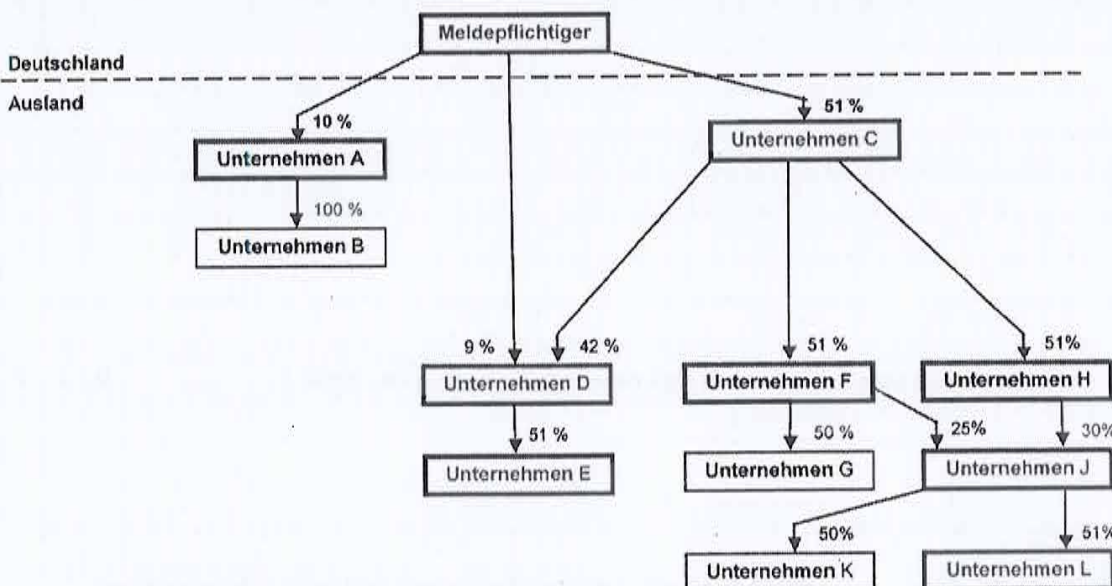 Meldepflichtiger
Deutschland
Ausland
10 %
51 %
Unternehmen A
Unternehmen C
100 %
Unternehmen B
9 %
42 %
51 %
51%
Unternehmen D
Unternehmen F
Unternehmen H
51 %
50 %
25%
30%
Unternehmen E
Unternehmen G
Unternehmen J
50%
51%
Unternehmen K
Unternehmen L